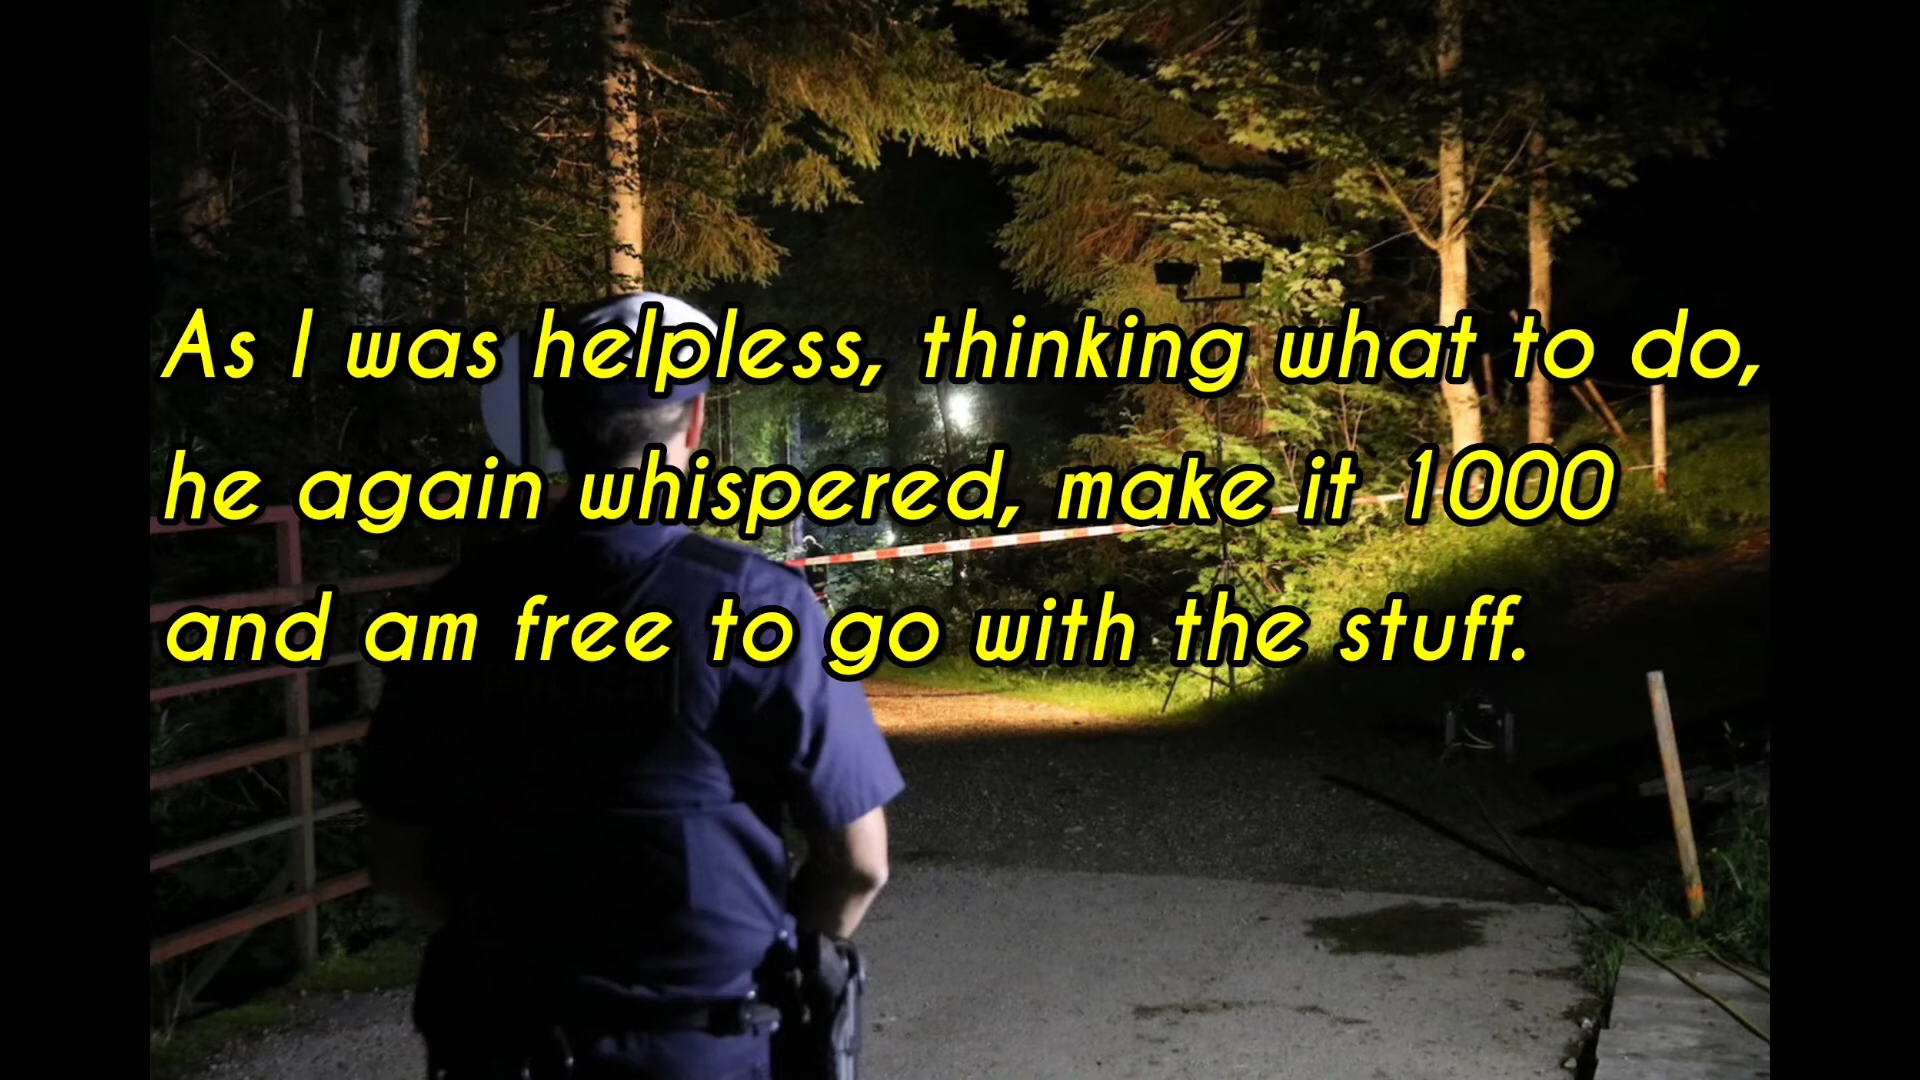 As I was helpless, thinking what to do,
he again whispered, make it 1000
and am free to go with the stuff.